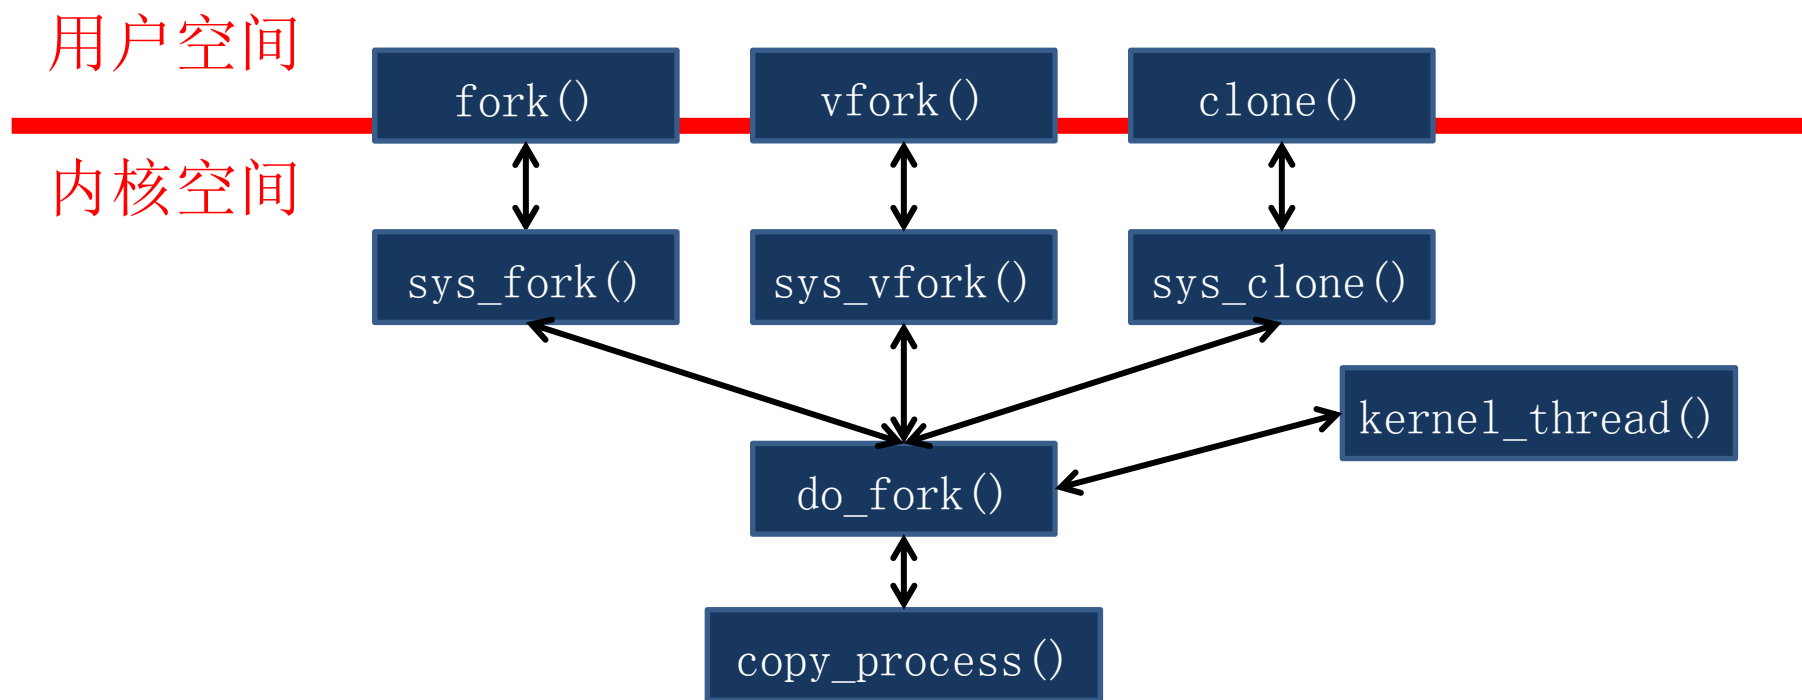 用户空间
fork()
vfork()
clone()
内核空间
sys_fork()
sys_vfork()
sys_clone()
kernel_thread()
do_fork()
copy_process()